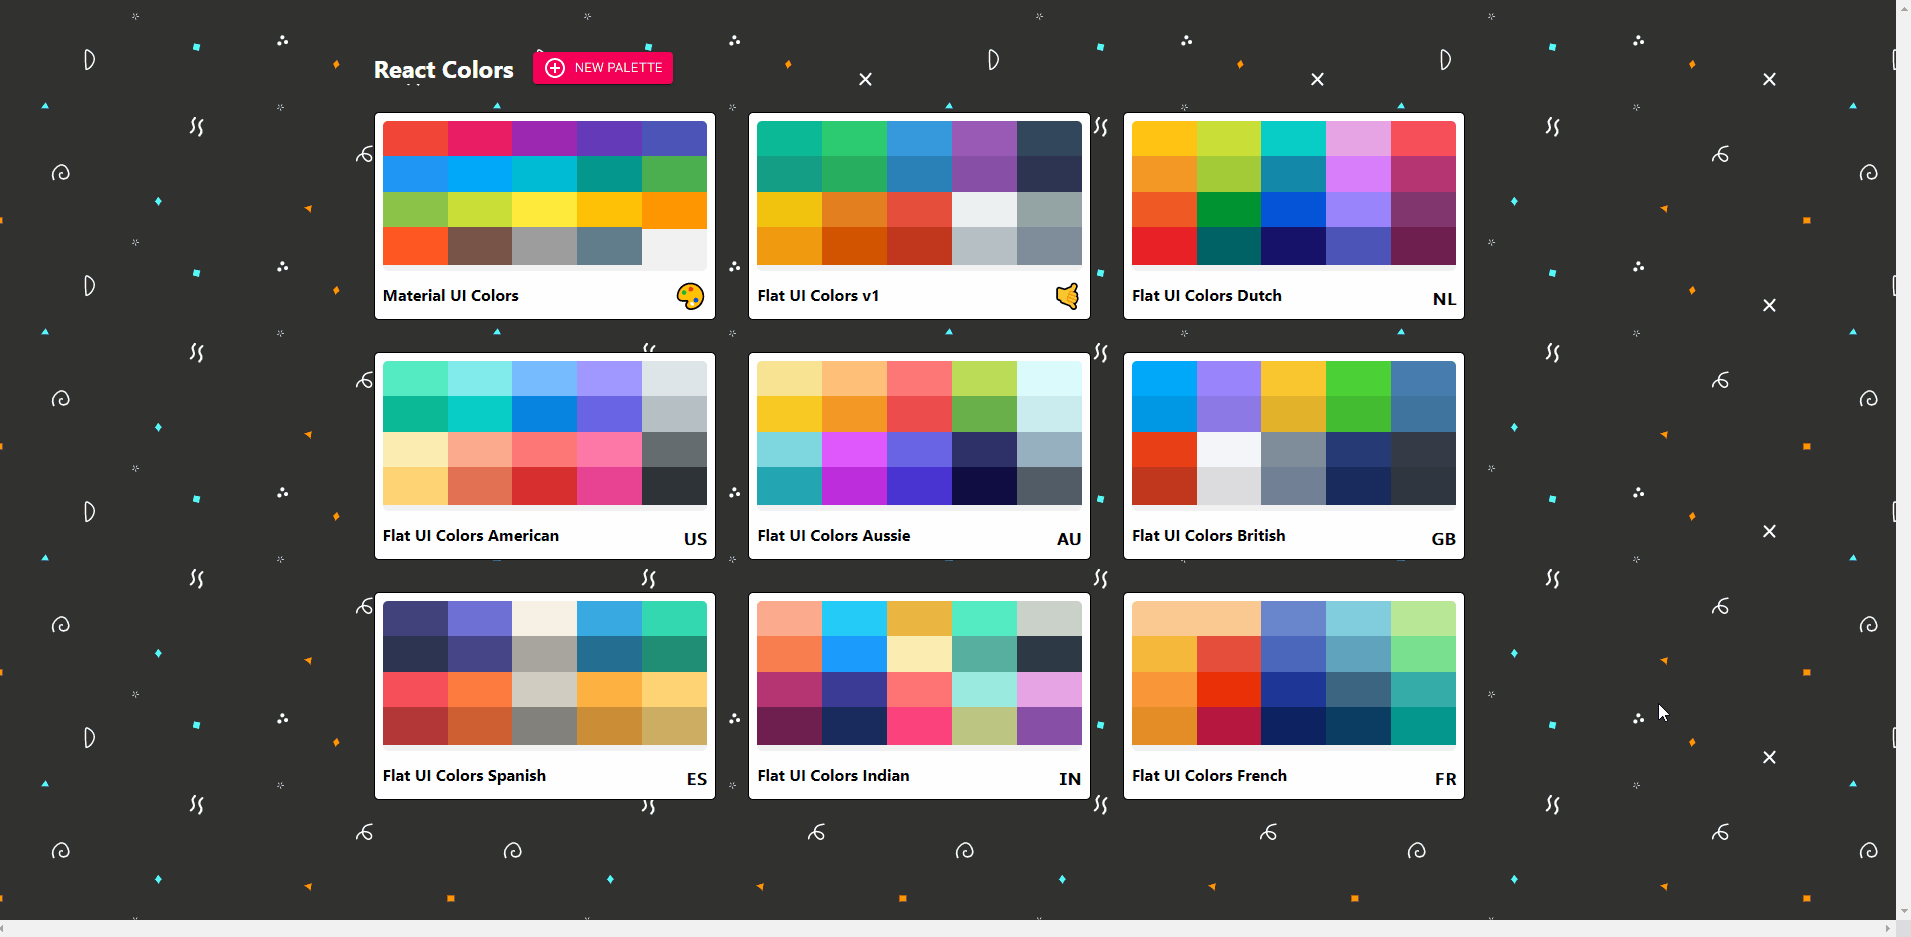 React Colors
NEW PALETTE
Material UI Colors
Flat UI Colors v1
Flat UI Colors Dutch
NL
Flat UI Colors American
US
Flat UI Colors Aussie
AU
Flat UI Colors British
GB
Flat UI Colors Spanish
ES
Flat UI Colors Indian
IN
Flat UI Colors French
FR